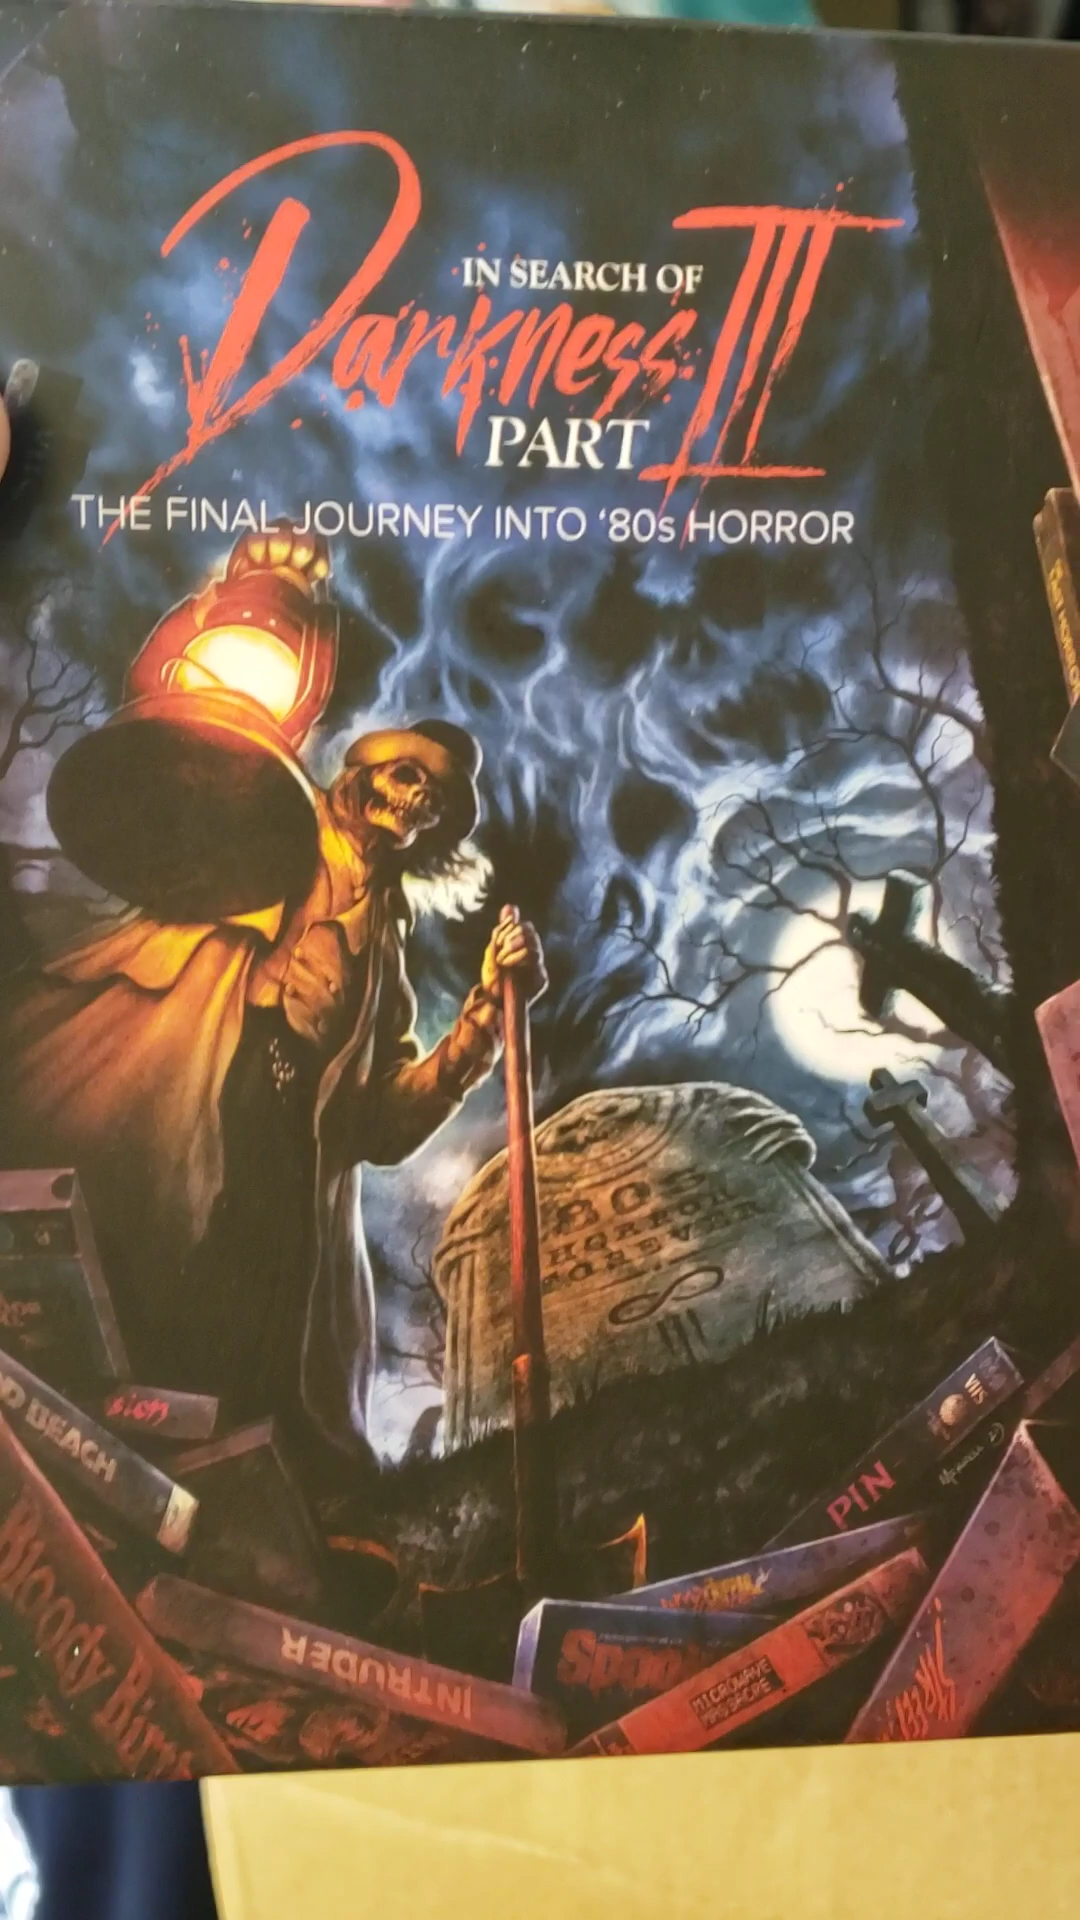 IN SEARCH OF
Darkness III
PART
THE FINAL JOURNEY INTO '80s HORROR
80S
HORROR
FOREVER
BEACH
PIN
VHS
Bloody
INTRUDER
MICROWAVE
MASSACRE